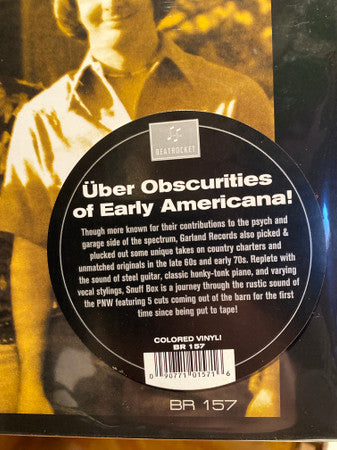 BEATROCKET
Über Obscurities
of Early Americana!
Though more known for their contributions to the psych and
garage side of the spectrum, Garland Records also picked &
plucked out some unique takes on country charters and
unmatched originals in the late 60s and early 70s. Replete with
the sound of steel guitar, classic honky-tonk piano, and varying
vocal stylings, Snuff Box is a journey through the rustic sound of
the PNW featuring 5 cuts coming out of the barn for the first
time since being put to tape!
COLORED VINYL!
BR 157
0 90771 01571 6
BR 157